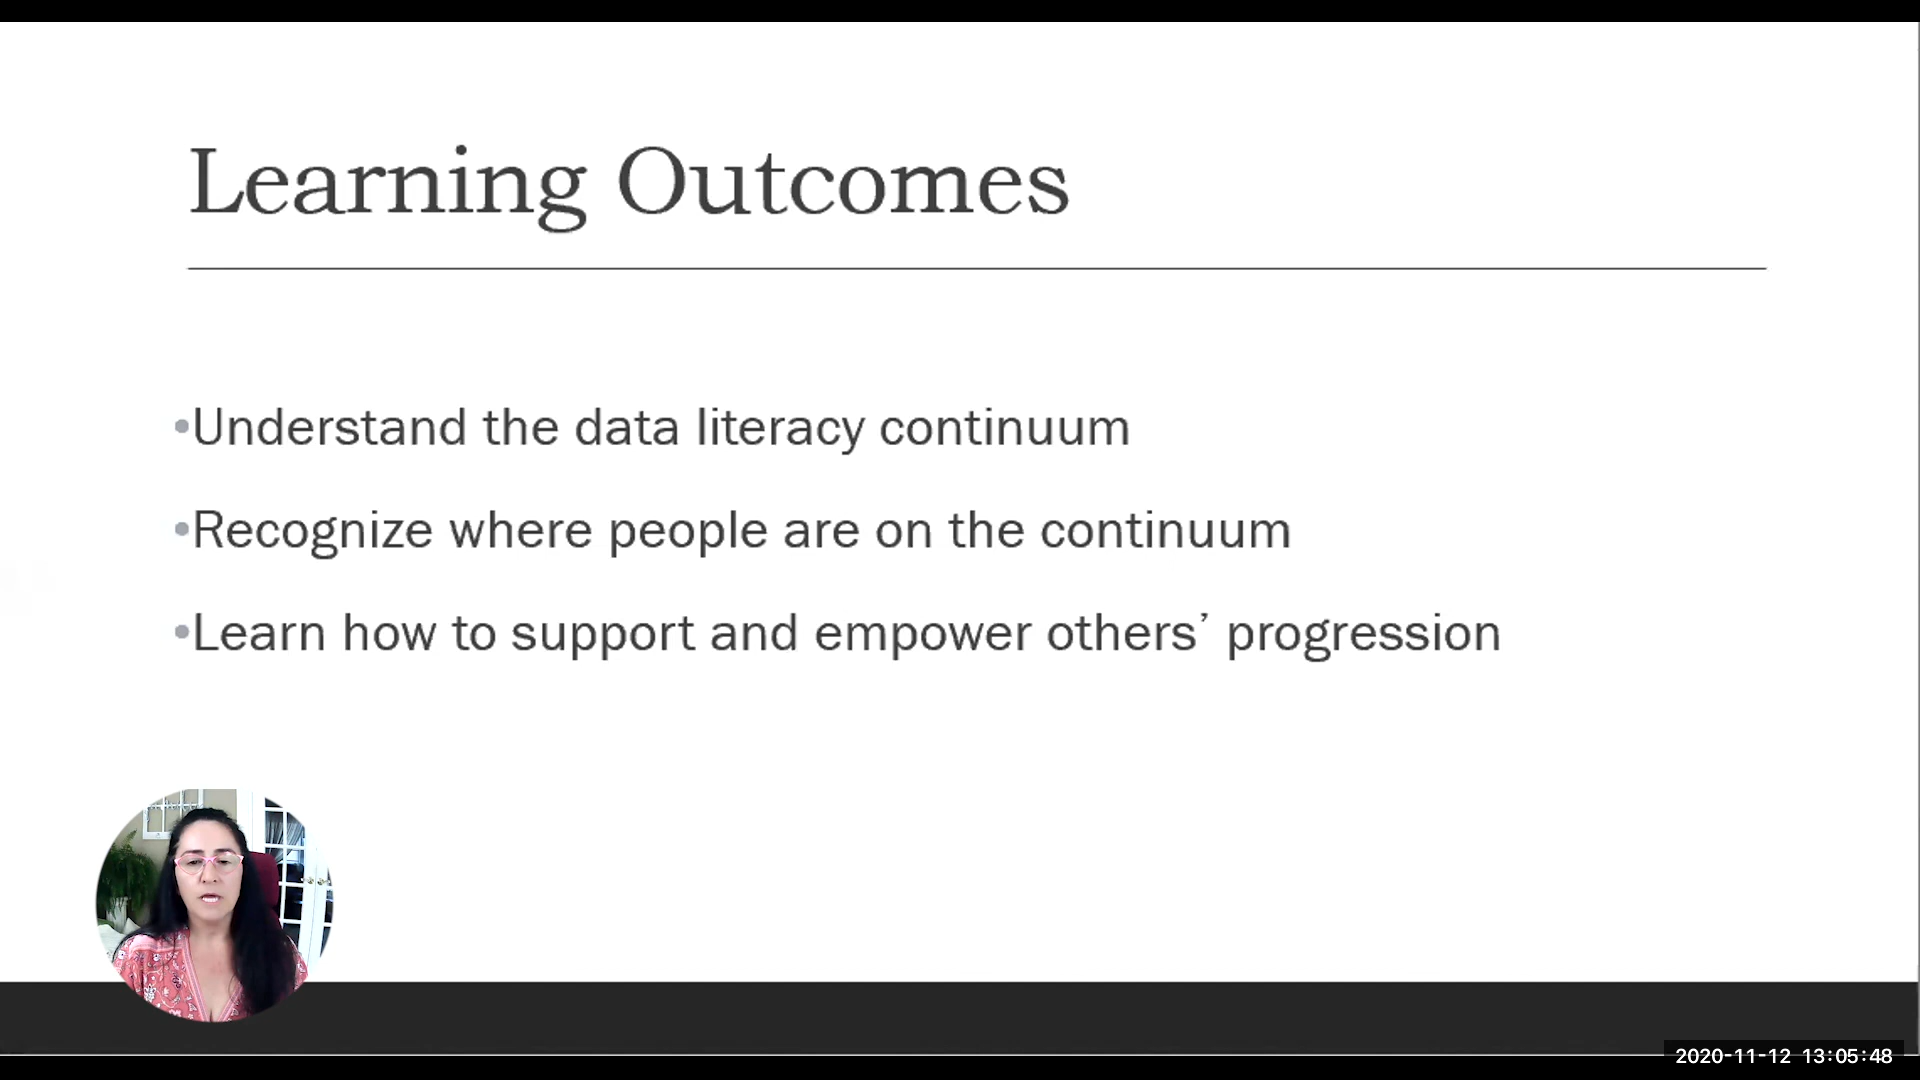 Learning Outcomes
•Understand the data literacy continuum
•Recognize where people are on the continuum
•Learn how to support and empower others’ progression
2020-11-12 13:05:48